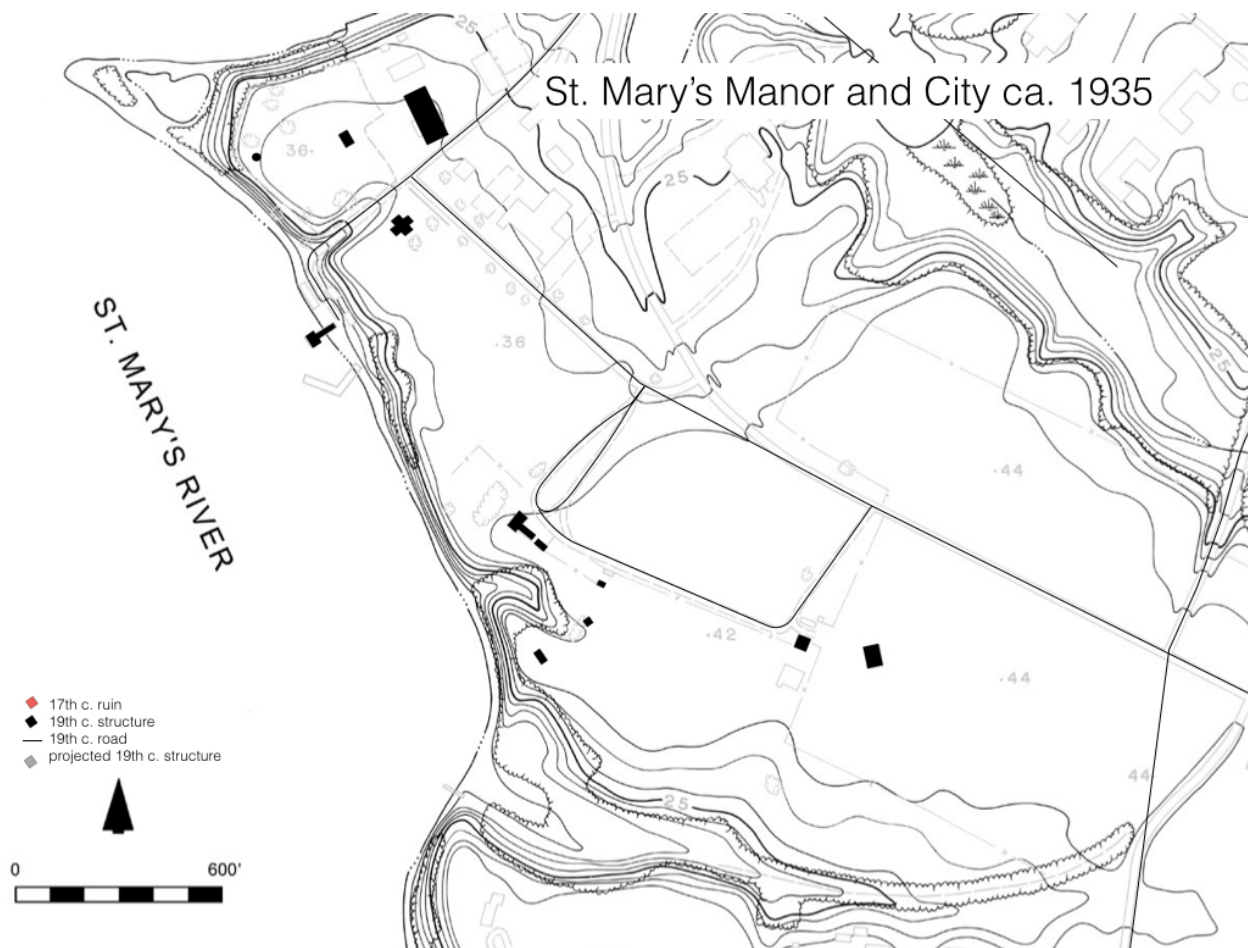 25
St. Mary's Manor and City ca. 1935
36
25
36
25
ST. MARY'S RIVER
44
42
44
17th c. ruin
19th c. structure
19th c. road
projected 19th c. structure
44
25
0 600'